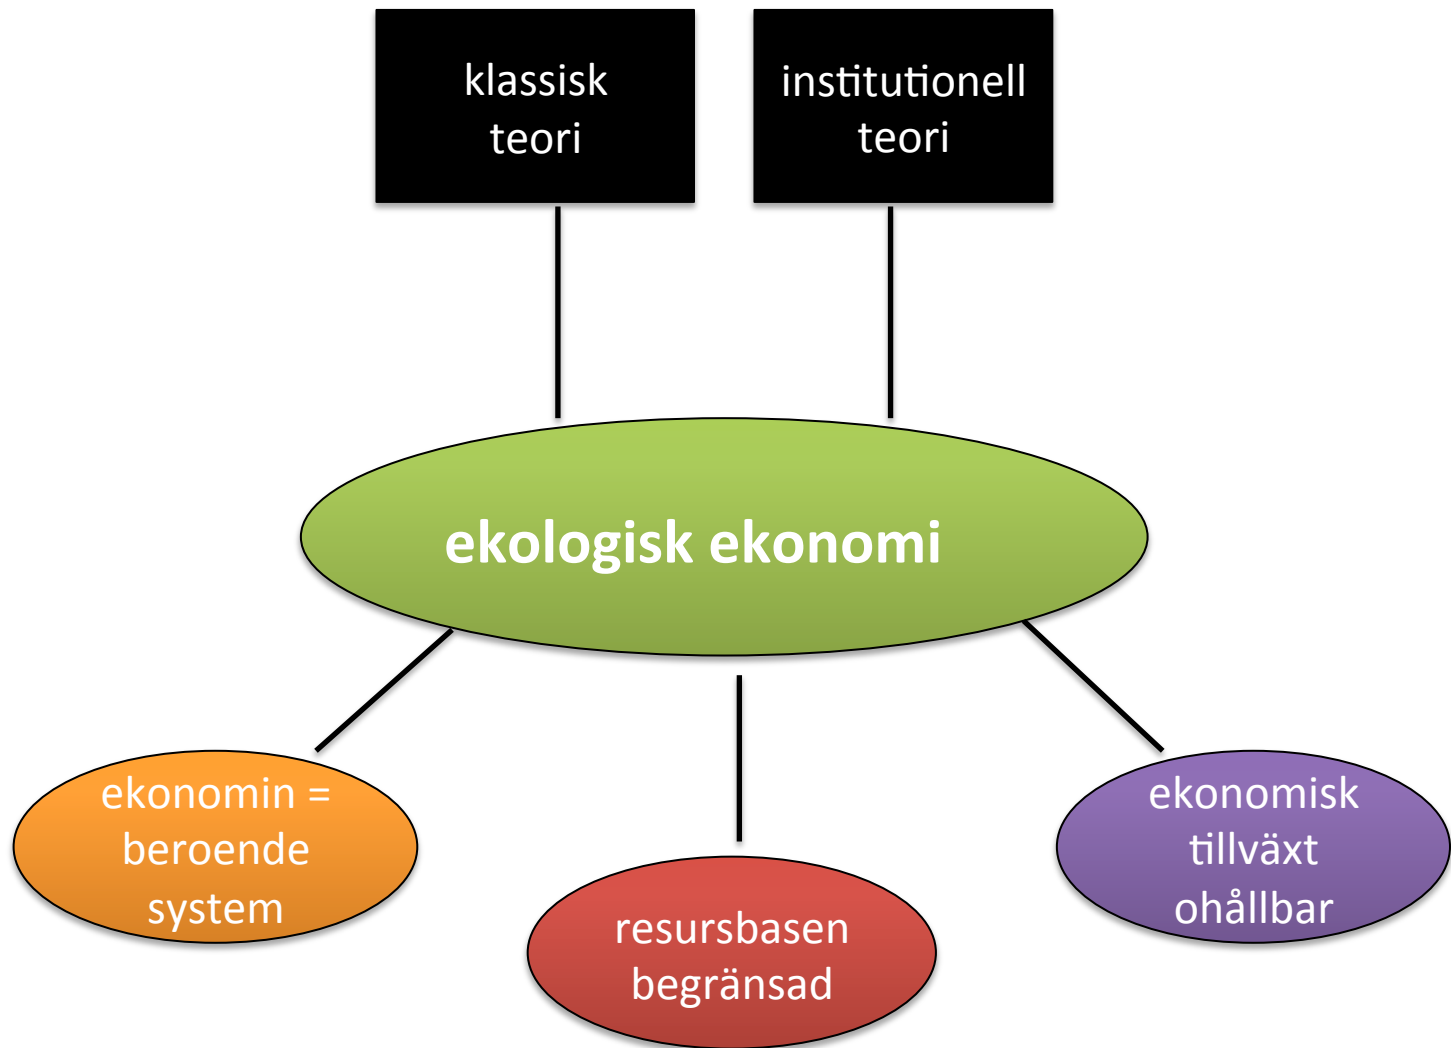 klassisk
teori
institutionell
teori
ekologisk ekonomi
ekonomin =
beroende
system
resursbasen
begränsad
ekonomisk
tillväxt
ohållbar